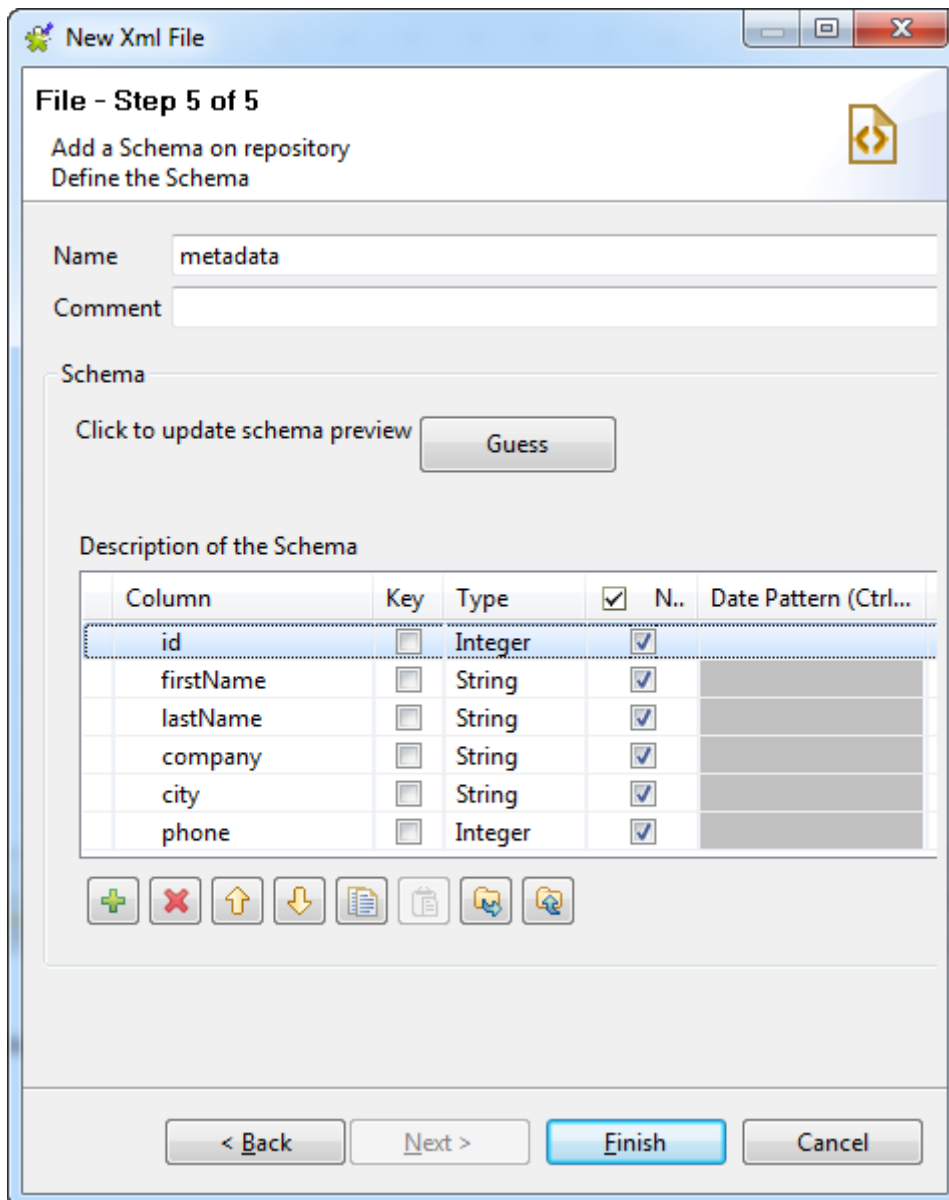 New Xml File
File - Step 5 of 5
Add a Schema on repository
Define the Schema
Name metadata
Comment
Schema
Click to update schema preview Guess
Description of the Schema
Column Key Type N.. Date Pattern (Ctrl...
id Integer
firstName String
lastName String
company String
city String
phone Integer
< Back Next > Finish Cancel